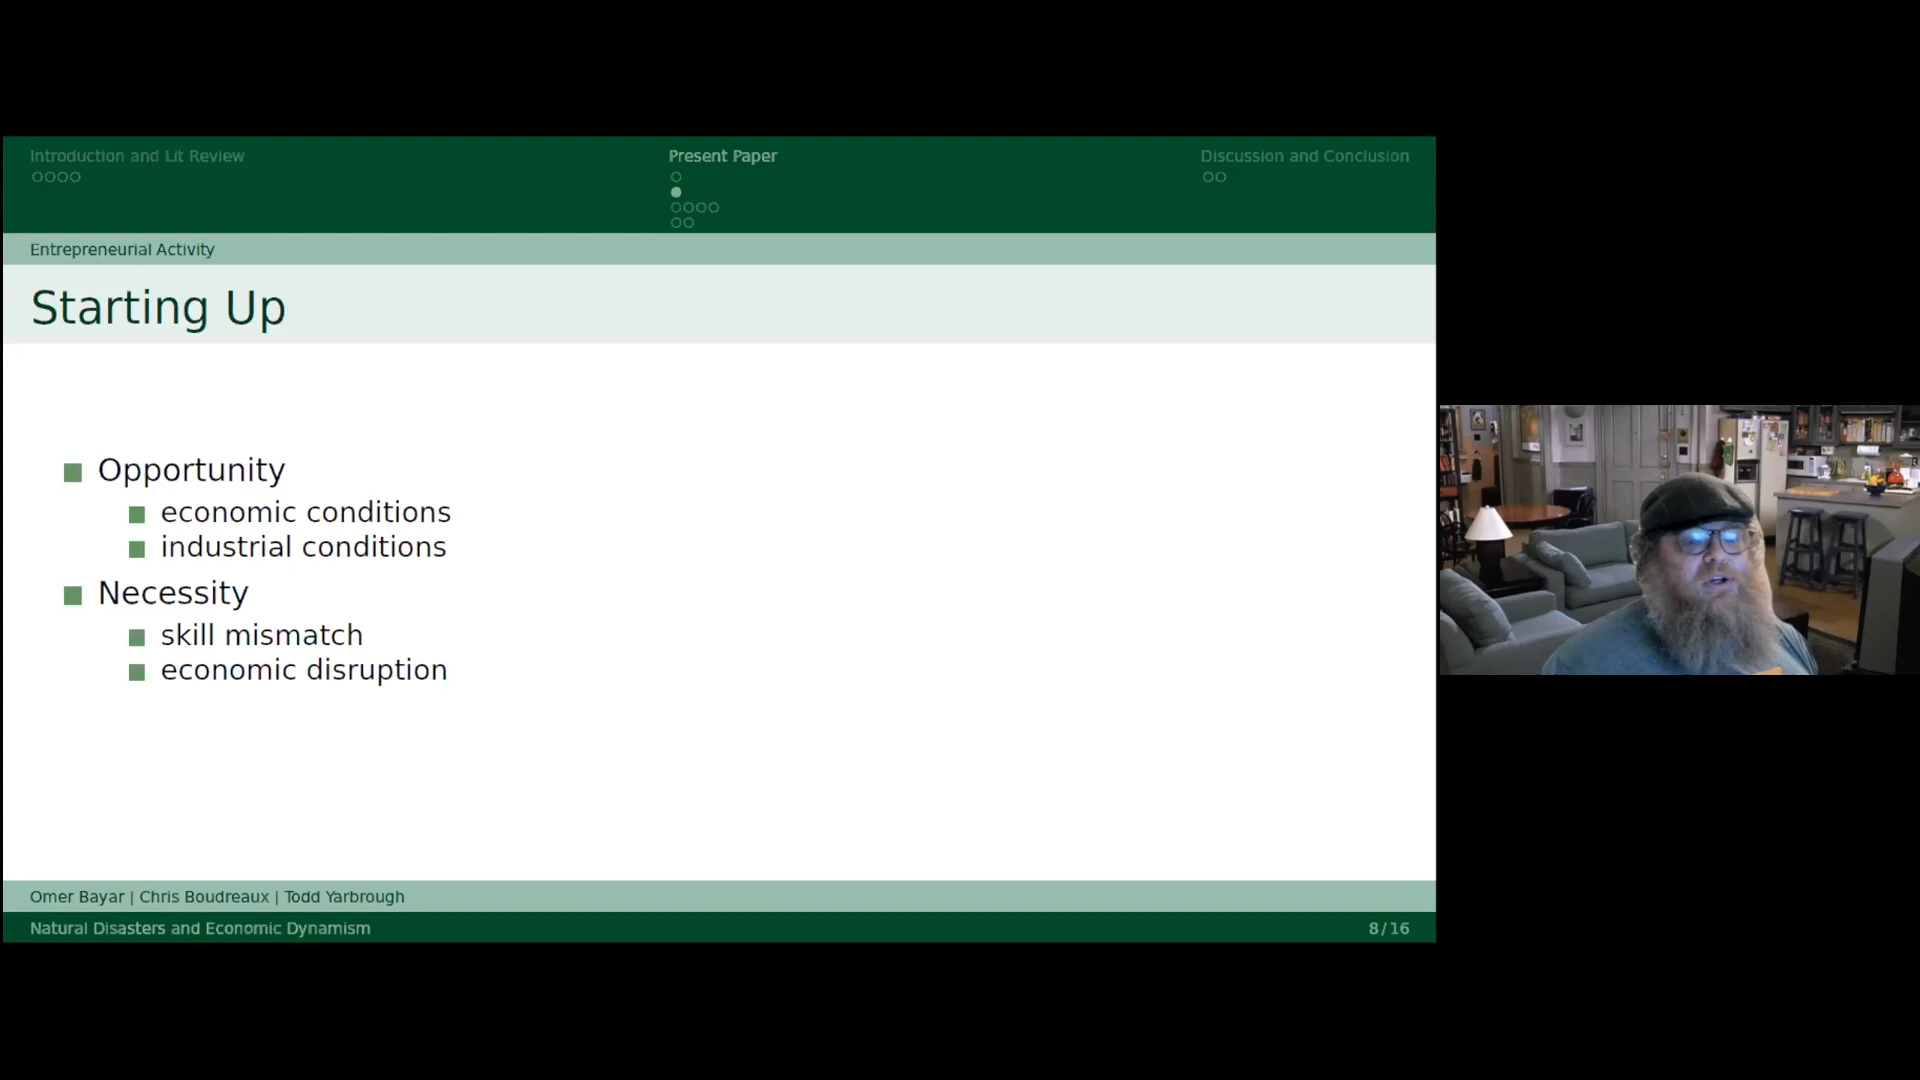 Introduction and Lit Review
Present Paper
Discussion and Conclusion
Entrepreneurial Activity
Starting Up
Opportunity
economic conditions
industrial conditions
Necessity
skill mismatch
economic disruption
Omer Bayar | Chris Boudreaux | Todd Yarbrough
Natural Disasters and Economic Dynamism
8/16